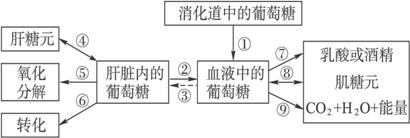 消化道中的葡萄糖
①
肝糖元
④
氧化
分解
⑤
转化
⑥
肝脏内的
葡萄糖
②
③
血液中的
葡萄糖
⑦
⑧
⑨
乳酸或酒精
肌糖元
CO₂+H₂O+能量